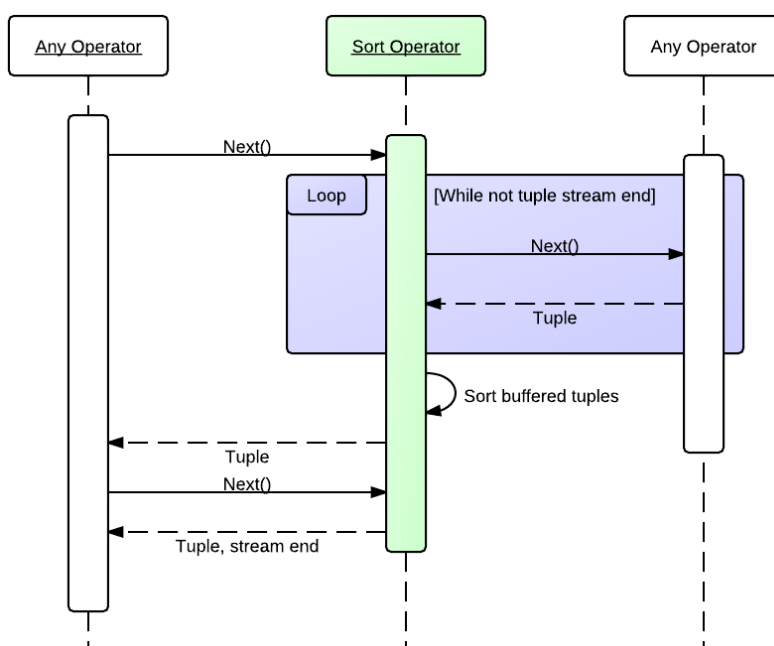 Any Operator
Sort Operator
Any Operator
Next()
Loop
[While not tuple stream end]
Next()
Tuple
Sort buffered tuples
Tuple
Next()
Tuple, stream end